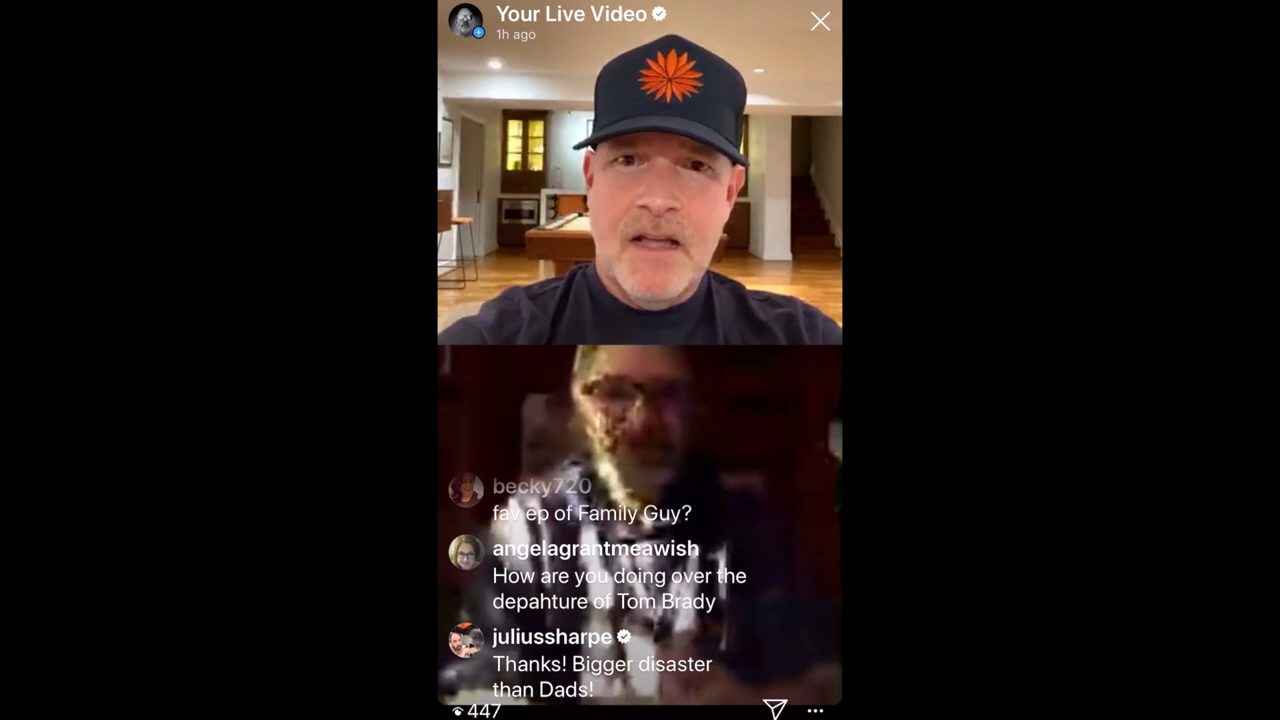 Your Live Video
1h ago
becky720
fav ep of Family Guy?
angelagrantmeawish
How are you doing over the
depahture of Tom Brady
juliussharpe
Thanks! Bigger disaster
than Dads!
447